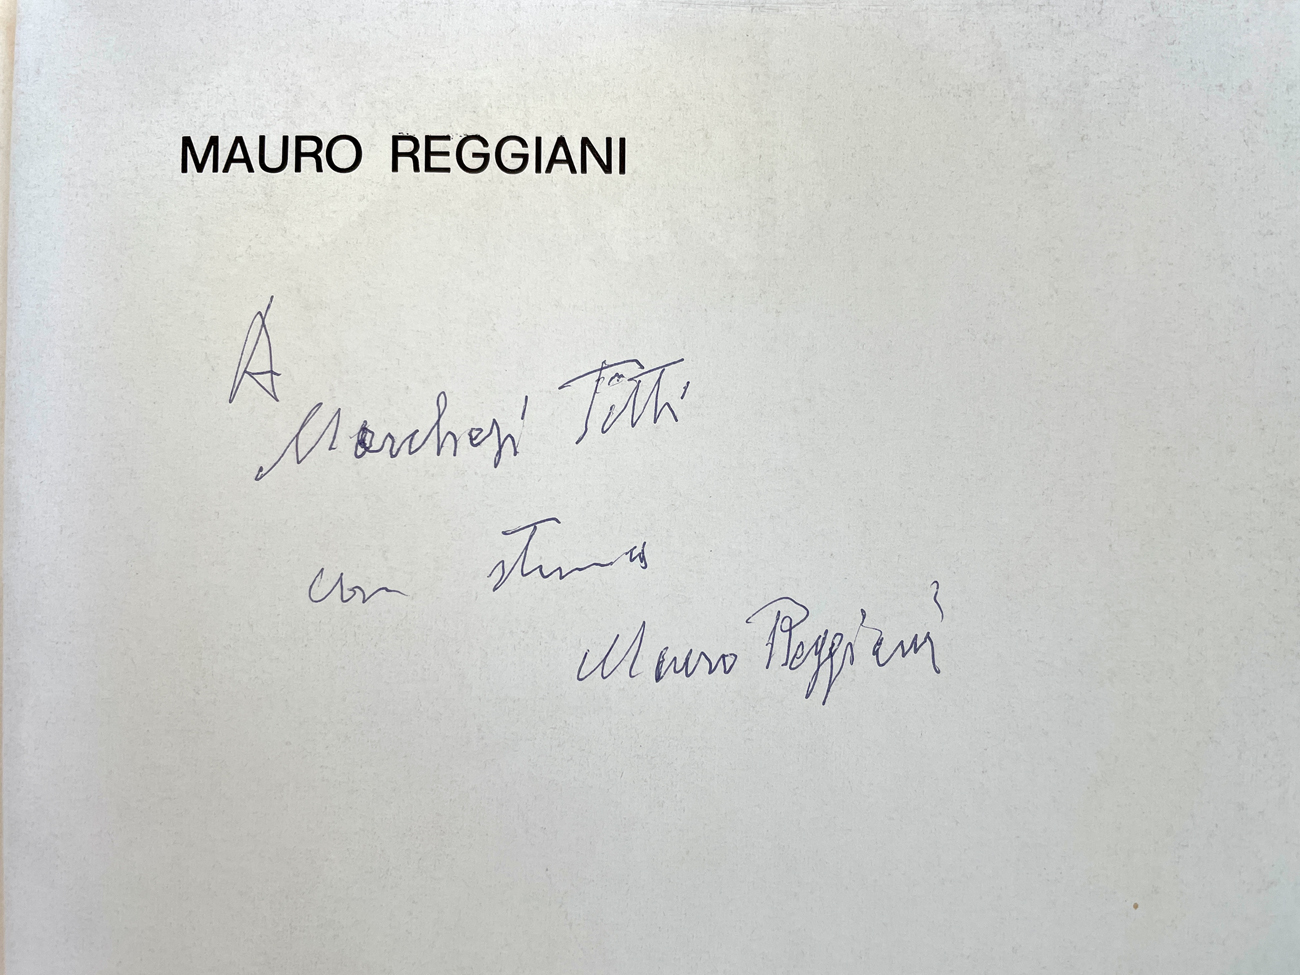 MAURO REGGIANI
A
Marchesi Titti
con stima
Mauro Reggiani